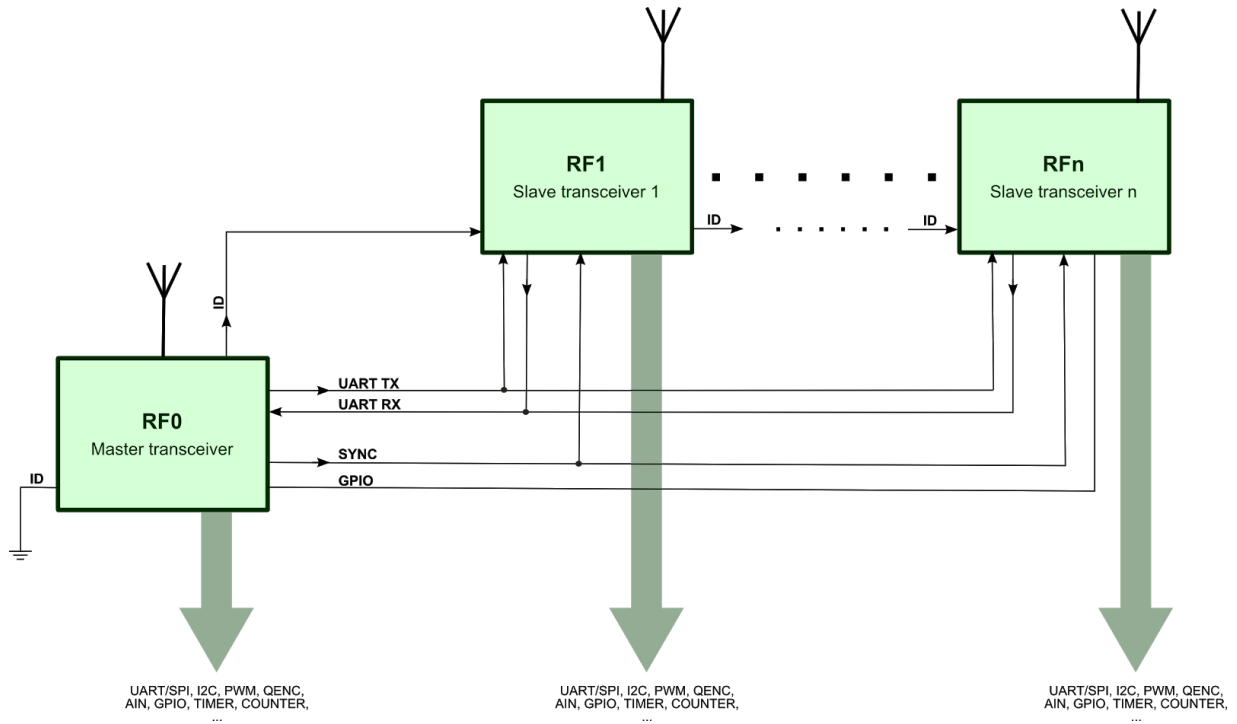 RF1
Slave transceiver 1
RFn
Slave transceiver n
ID
ID
ID
RF0
Master transceiver
UART TX
UART RX
SYNC
GPIO
ID
UART/SPI, I2C, PWM, QENC,
AIN, GPIO, TIMER, COUNTER,
...
UART/SPI, I2C, PWM, QENC,
AIN, GPIO, TIMER, COUNTER,
...
UART/SPI, I2C, PWM, QENC,
AIN, GPIO, TIMER, COUNTER,
...